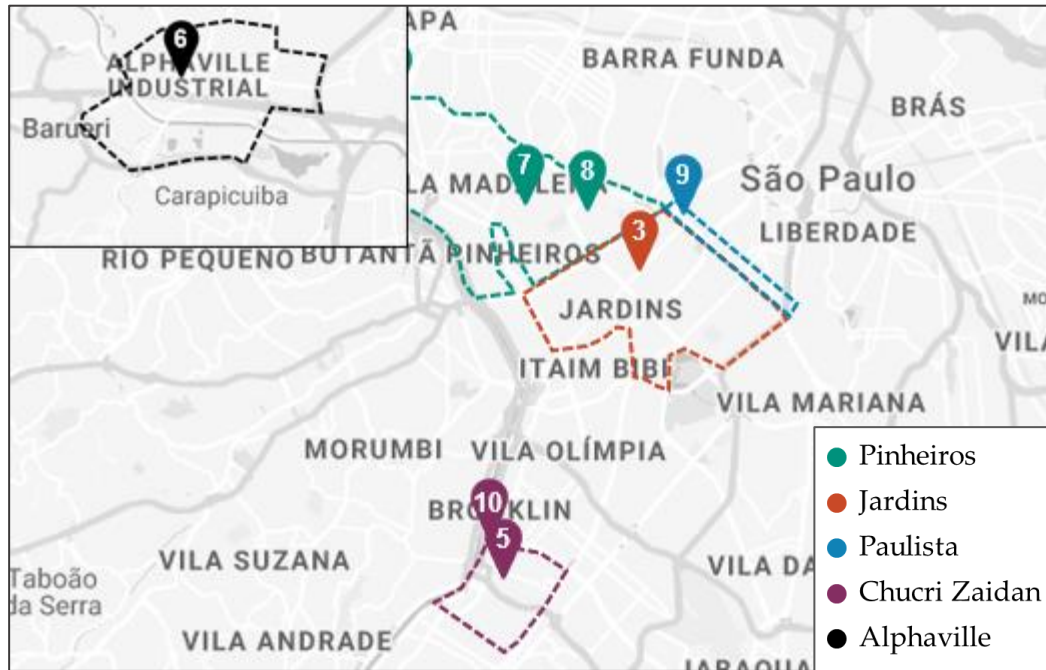 6
ALPHAVILLE
INDUSTRIAL
Barueri
Carapicuiba
APA
BARRA FUNDA
BRÁS
7
8
9
São Paulo
LIBERDADE
3
RIO PEQUENO
BUTANTÃ
PINHEIROS
JARDINS
ITAIM BIBI
VILA MARIANA
MORUMBI
VILA OLÍMPIA
10
5
VILA SUZANA
Taboão
da Serra
VILA ANDRADE
Pinheiros
Jardins
Paulista
Chucri Zaidan
Alphaville